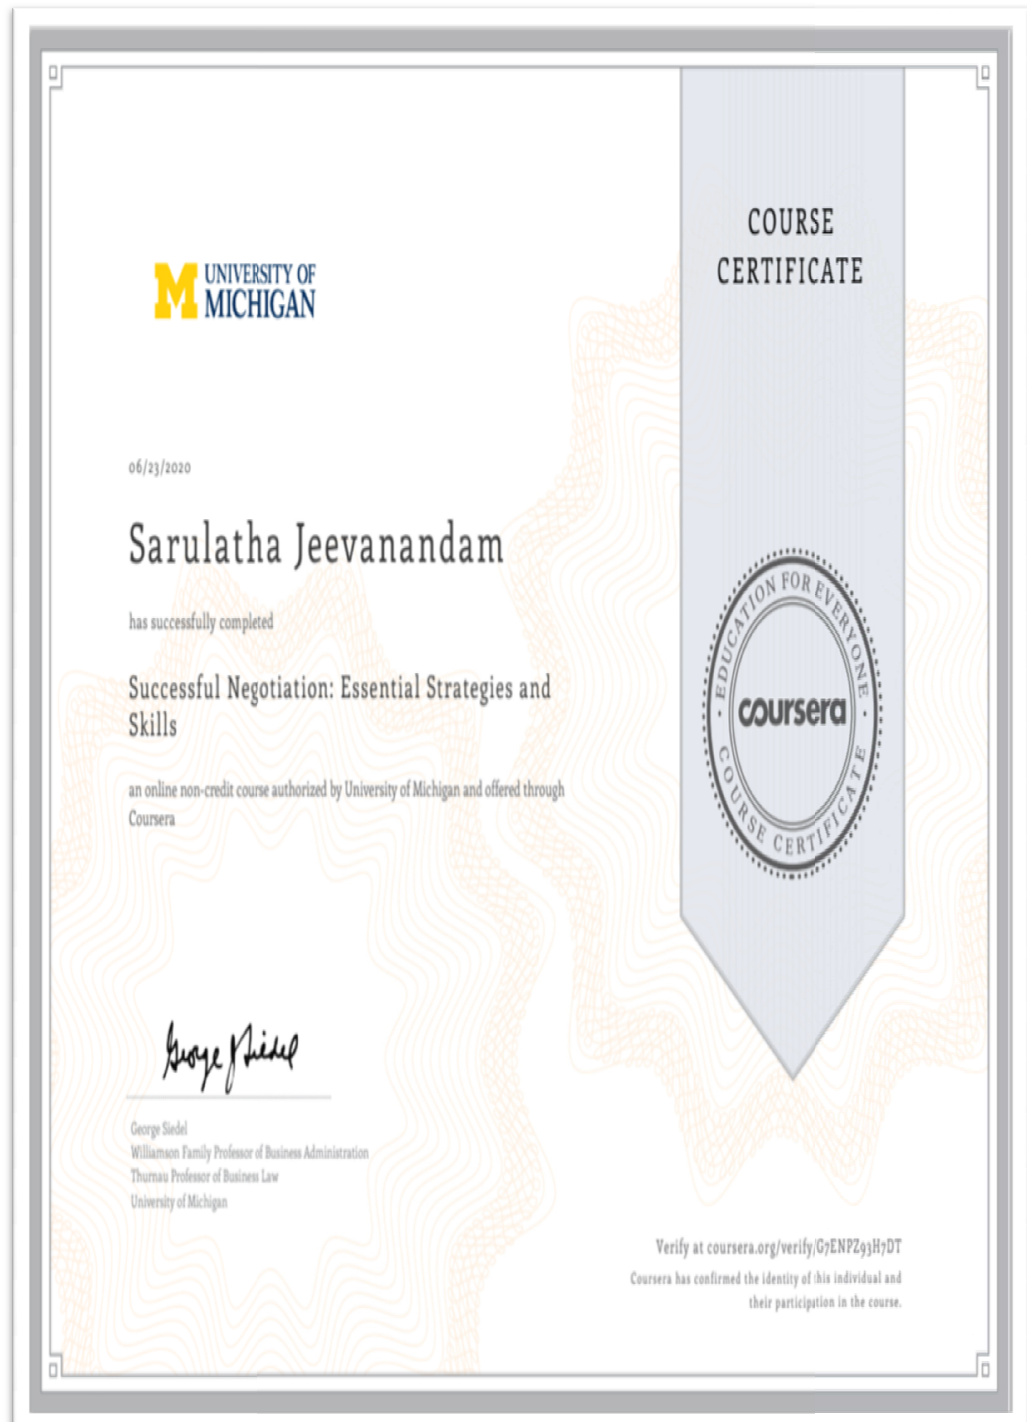 UNIVERSITY OF
MICHIGAN
COURSE
CERTIFICATE
06/23/2020
Sarulatha Jeevanandam
has successfully completed
Successful Negotiation: Essential Strategies and
Skills
an online non-credit course authorized by University of Michigan and offered through
Coursera
EDUCATION FOR EVERYONE
coursera
COURSE CERTIFICATE
George Siedel
George Siedel
Williamson Family Professor of Business Administration
Thurnau Professor of Business Law
University of Michigan
Verify at coursera.org/verify/G7ENPZ93H7DT
Coursera has confirmed the identity of this individual and
their participation in the course.